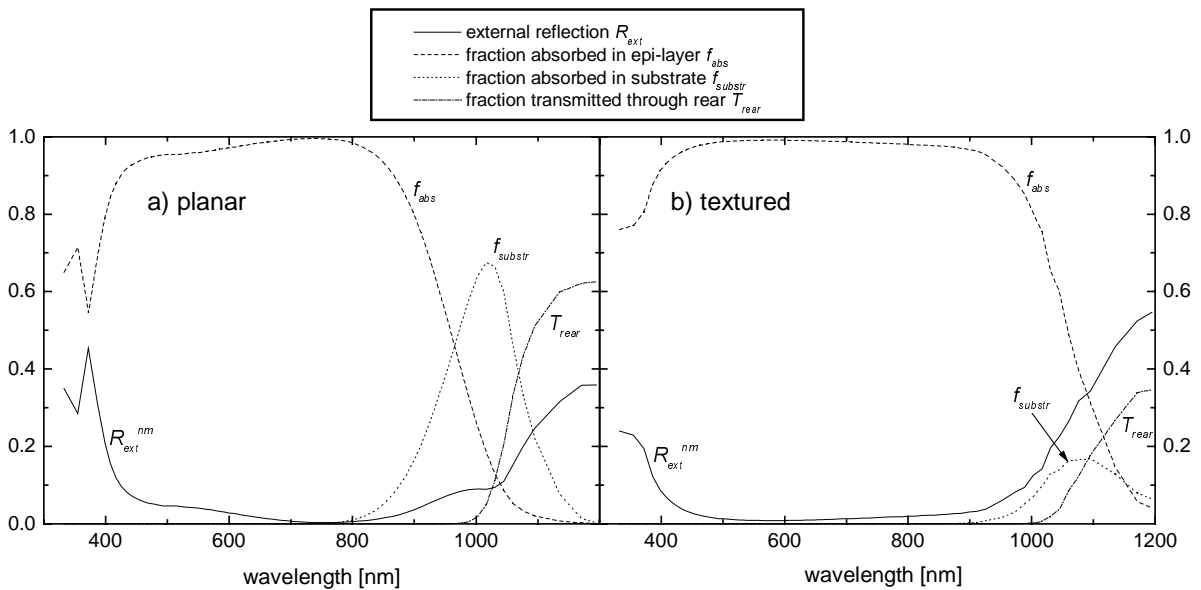 external reflection R_ext
fraction absorbed in epi-layer f_abs
fraction absorbed in substrate f_substr
fraction transmitted through rear T_rear
1.0
0.8
0.6
0.4
0.2
0.0
a) planar
f_abs
f_substr
T_rear
R_ext nm
400
600
800
1000
wavelength [nm]
b) textured
f_abs
f_substr
T_rear
R_ext nm
1.0
0.8
0.6
0.4
0.2
0.0
400
600
800
1000
1200
wavelength [nm]